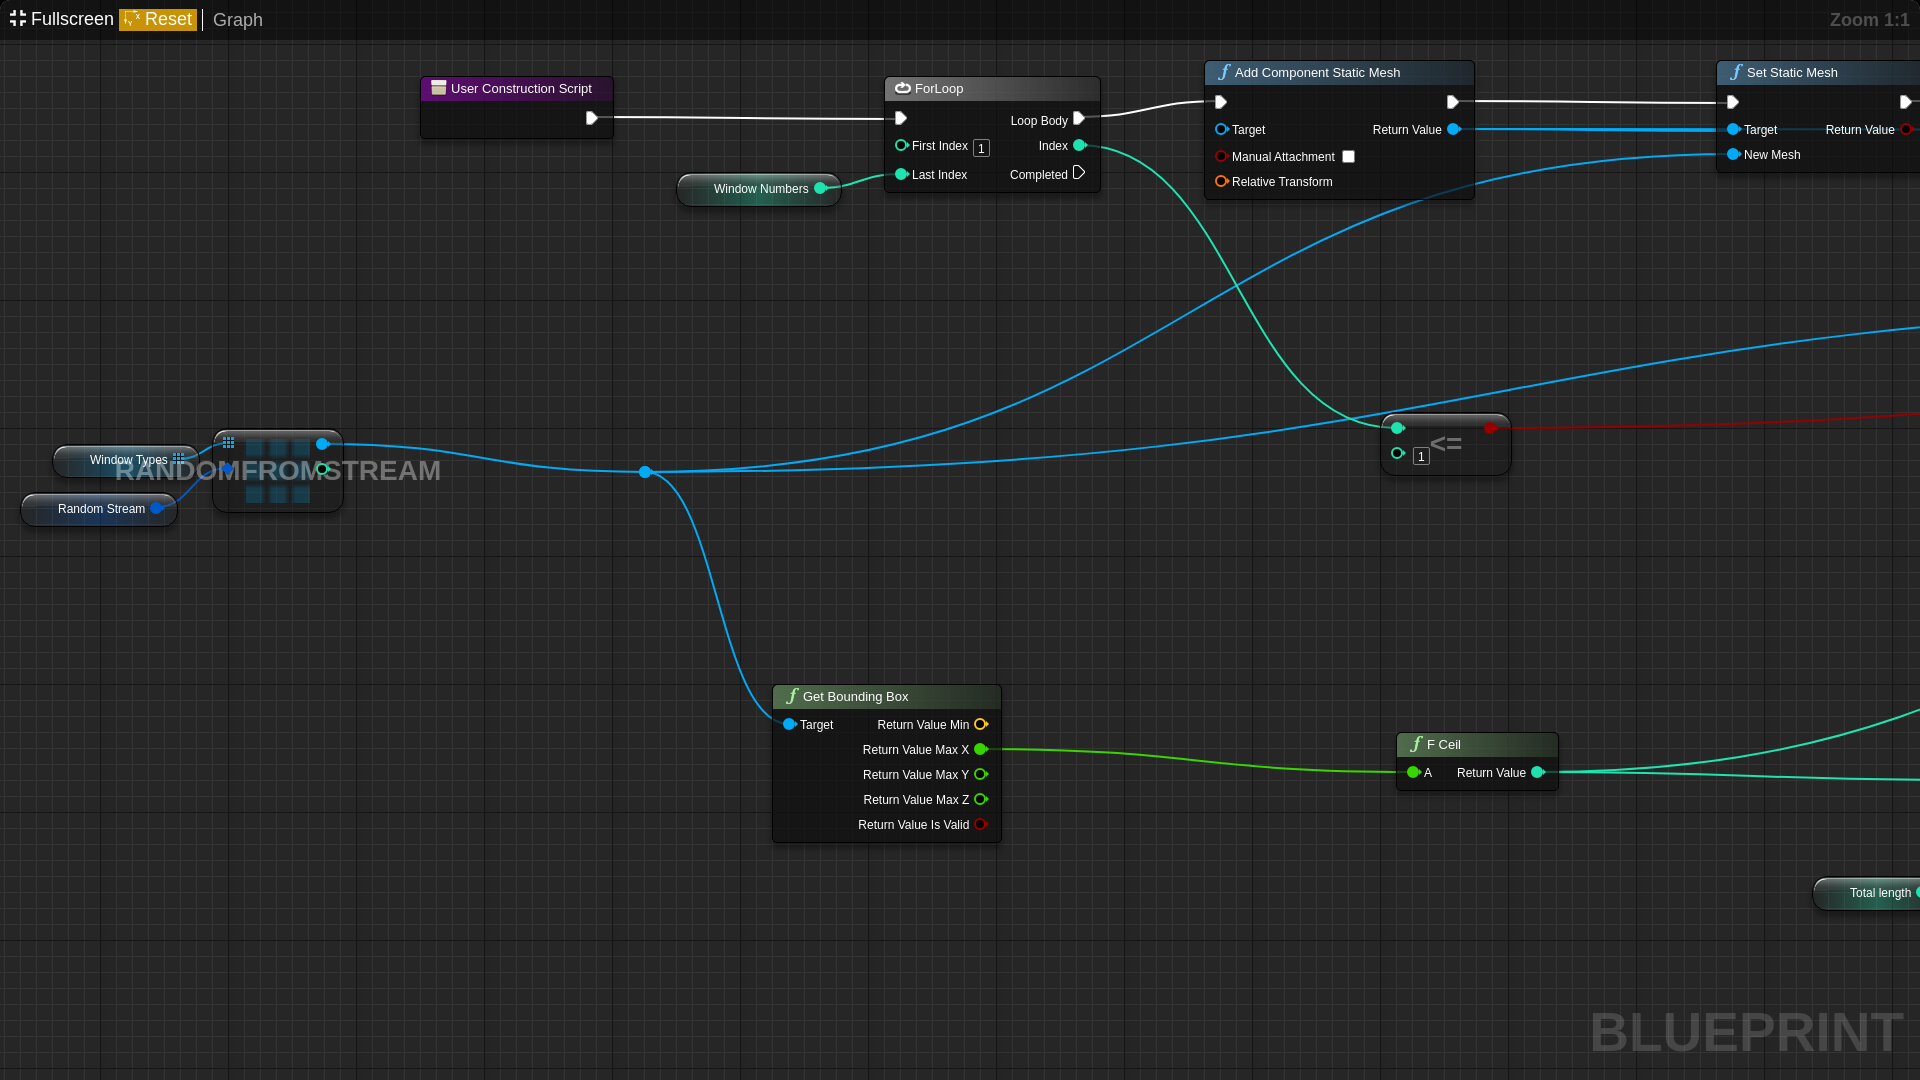 Fullscreen Reset Graph
Zoom 1:1
User Construction Script
ForLoop
Loop Body
First Index 1
Index
Last Index
Completed
Window Numbers
Add Component Static Mesh
Target
Return Value
Manual Attachment
Relative Transform
Set Static Mesh
Target
Return Value
New Mesh
Window Types
RANDOMFROMSTREAM
Random Stream
1 <=
Get Bounding Box
Target
Return Value Min
Return Value Max X
Return Value Max Y
Return Value Max Z
Return Value Is Valid
F Ceil
A
Return Value
Total length
BLUEPRINT